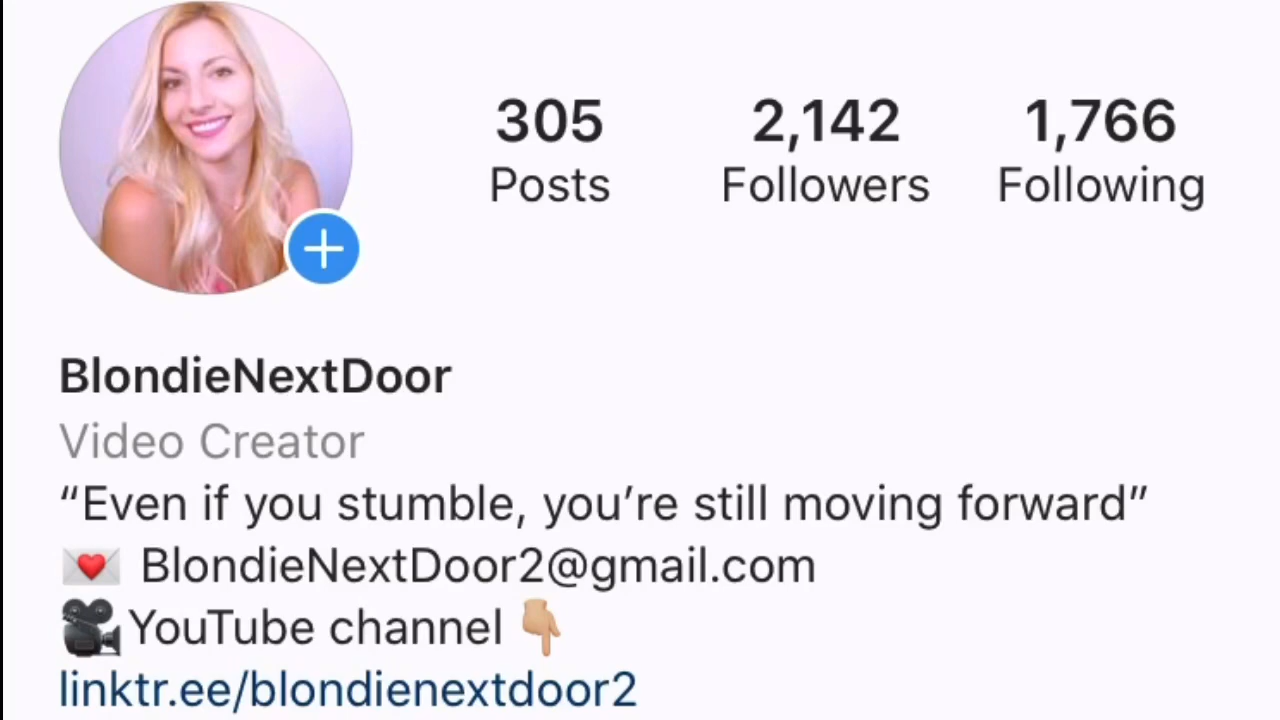 305 2,142 1,766
Posts Followers Following
BlondieNextDoor
Video Creator
“Even if you stumble, you’re still moving forward”
💌 BlondieNextDoor2@gmail.com
🎥YouTube channel 👇🏼
linktr.ee/blondienextdoor2